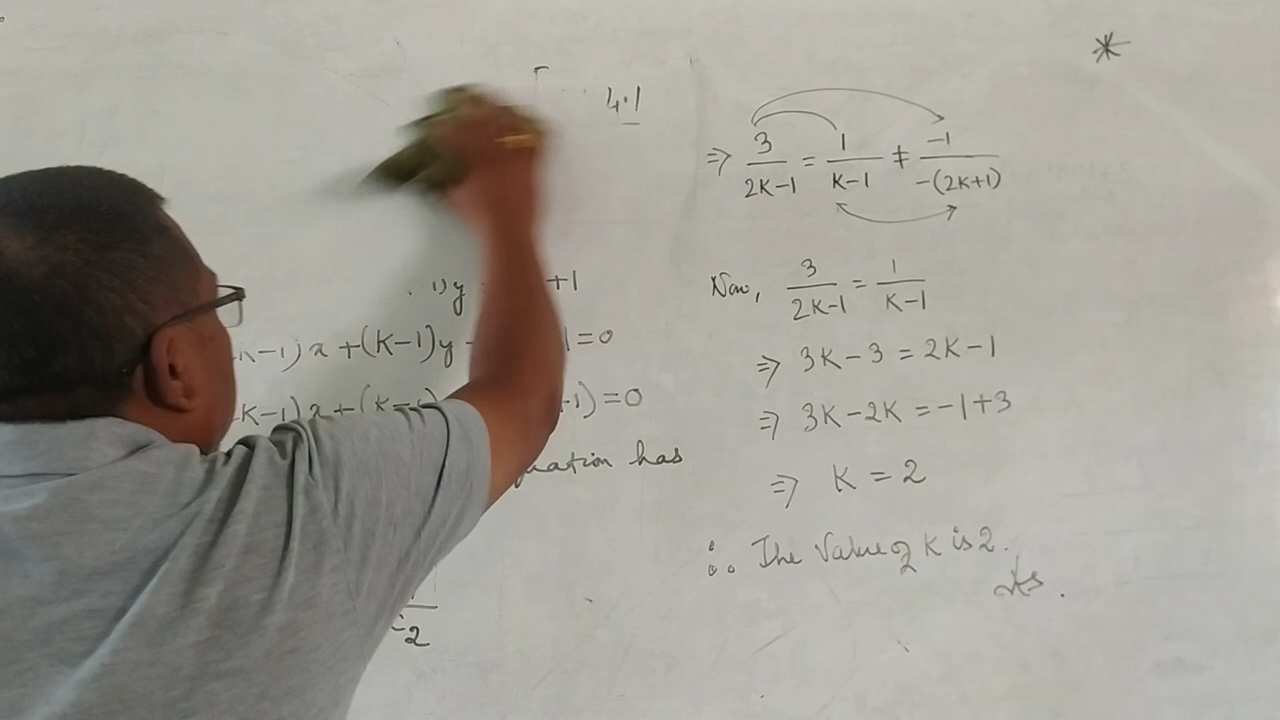 4.1
+1
K-1)x+(K-1)y
1=0
K-1)x+(K-1)
+1)=0
has
2
*
⇒ 3/(2K-1) = 1/(K-1) ≠ -1/-(2K+1)
Now, 3/(2K-1) = 1/(K-1)
⇒ 3K-3=2K-1
⇒ 3K-2K=-1+3
⇒ K=2
∴ The Value of K is 2.